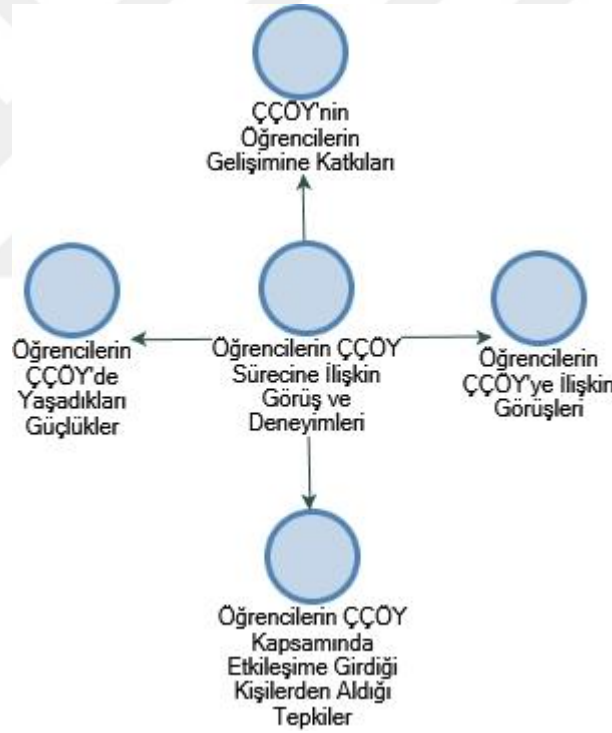 ÇÇÖY'nin
Öğrencilerin
Gelişimine Katkıları
Öğrencilerin
ÇÇÖY'de
Yaşadıkları
Güçlükler
Öğrencilerin ÇÇÖY
Sürecine İlişkin
Görüş ve
Deneyimleri
Öğrencilerin
ÇÇÖY'ye İlişkin
Görüşleri
Öğrencilerin ÇÇÖY
Kapsamında
Etkileşime Girdiği
Kişilerden Aldığı
Tepkiler